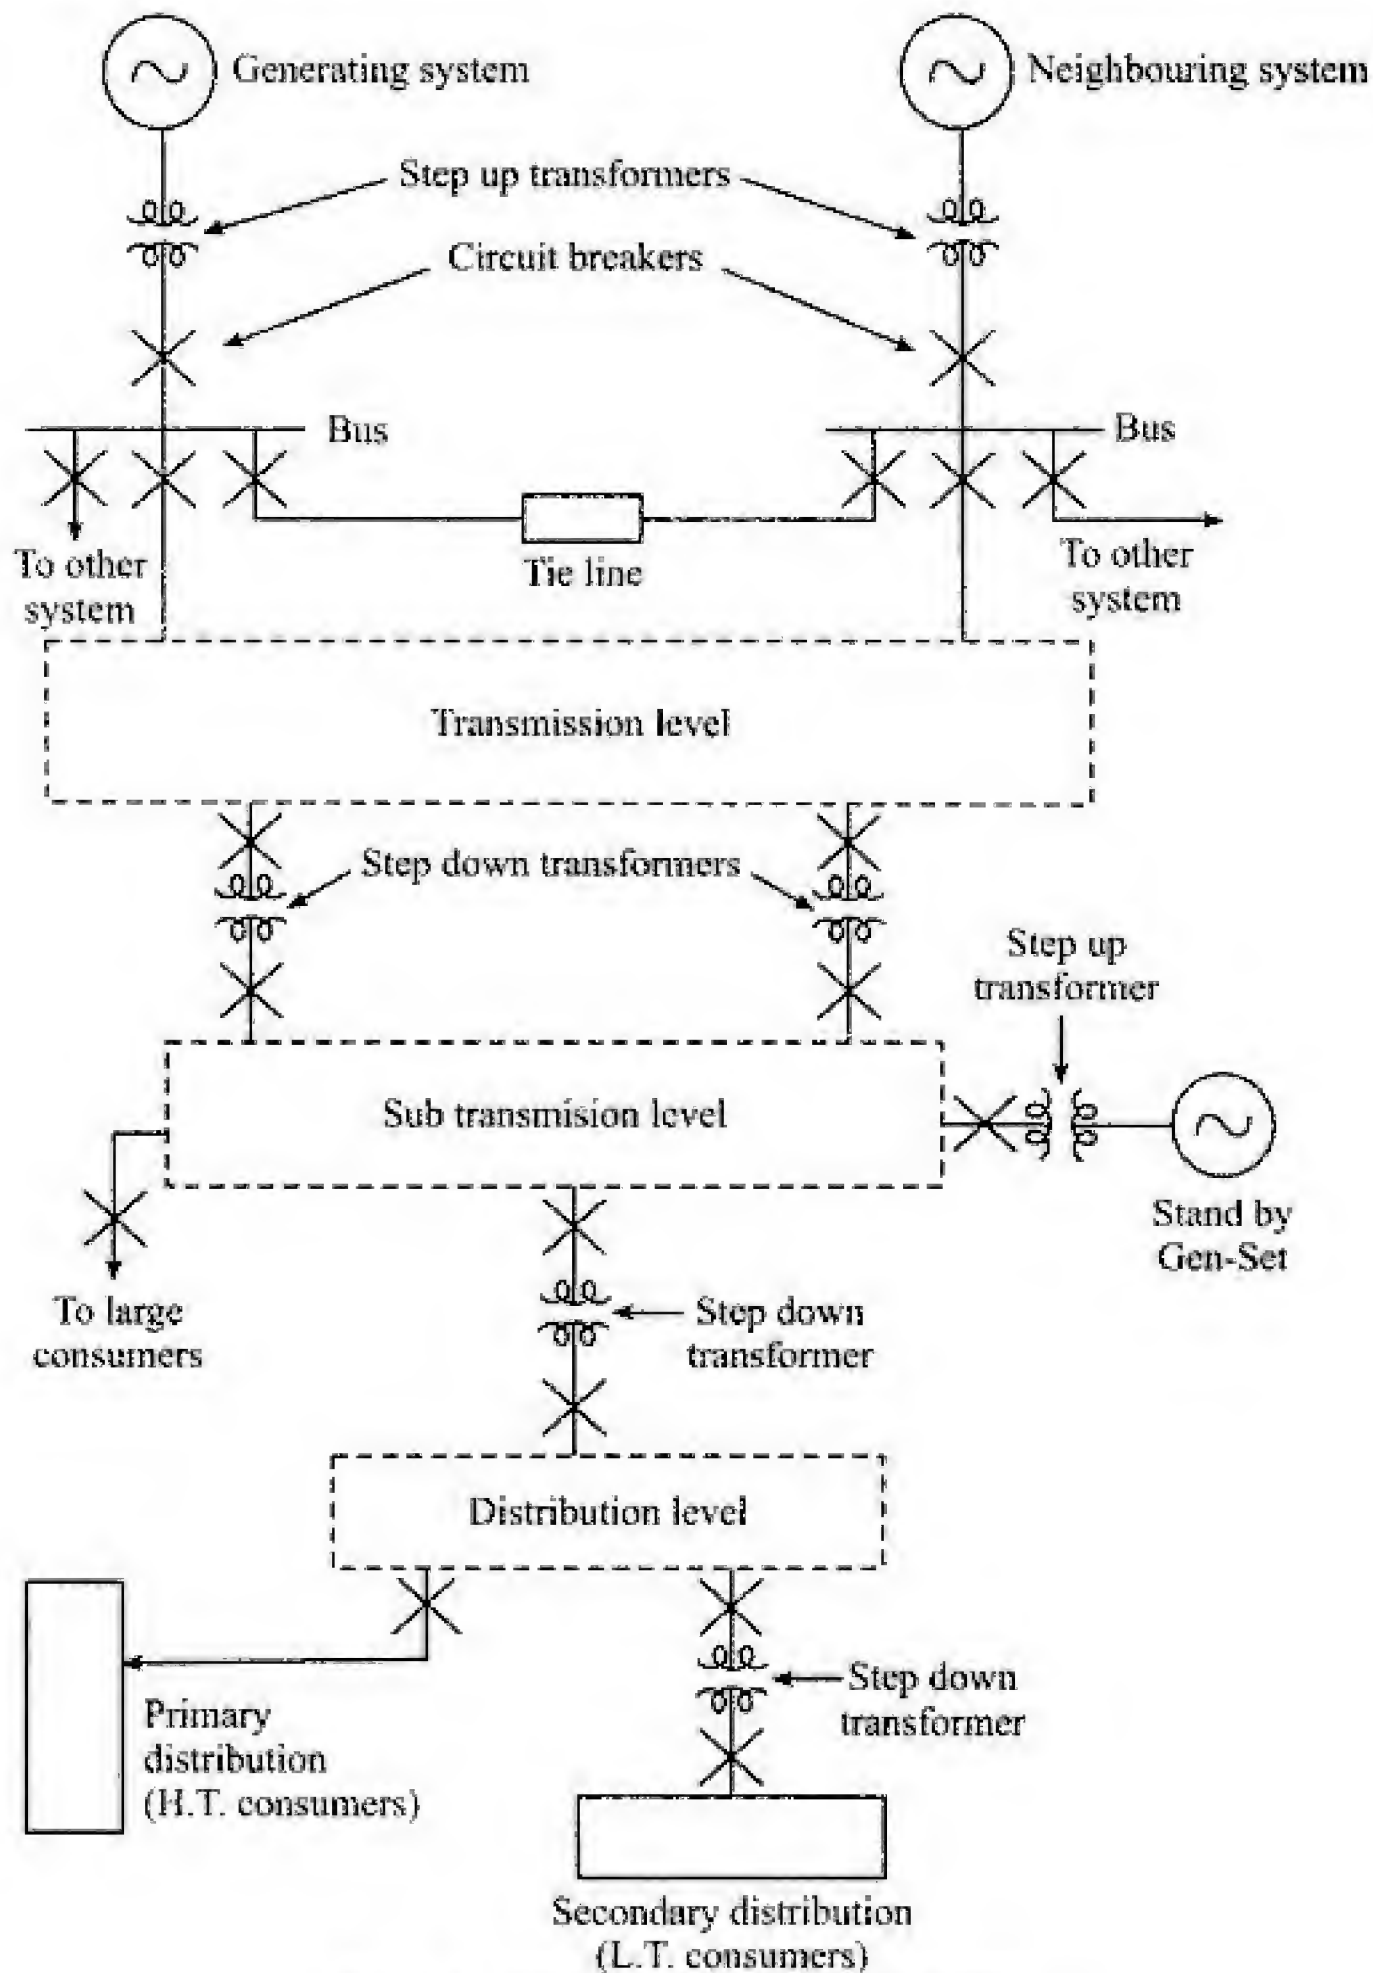 Generating system
Neighbouring system
Step up transformers
Circuit breakers
Bus
Bus
To other
system
Tie line
To other
system
Transmission level
Step down transformers
Step up
transformer
Sub transmision level
Stand by
Gen-Set
To large
consumers
Step down
transformer
Distribution level
Primary
distribution
(H.T. consumers)
Step down
transformer
Secondary distribution
(L.T. consumers)